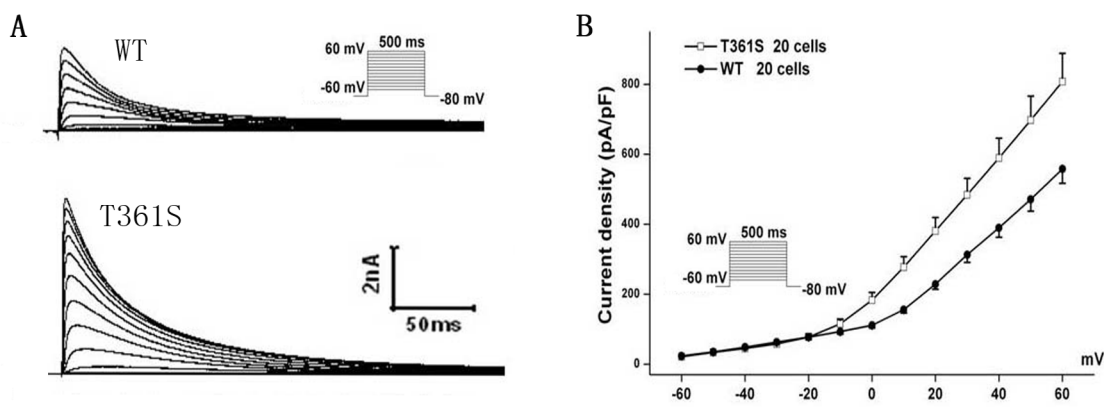 A
WT
60 mV
500 ms
-60 mV
-80 mV
T361S
2nA
50ms
B
T361S 20 cells
WT 20 cells
Current density (pA/pF)
800
600
400
200
0
60 mV
500 ms
-60 mV
-80 mV
mV
-60 -40 -20 0 20 40 60